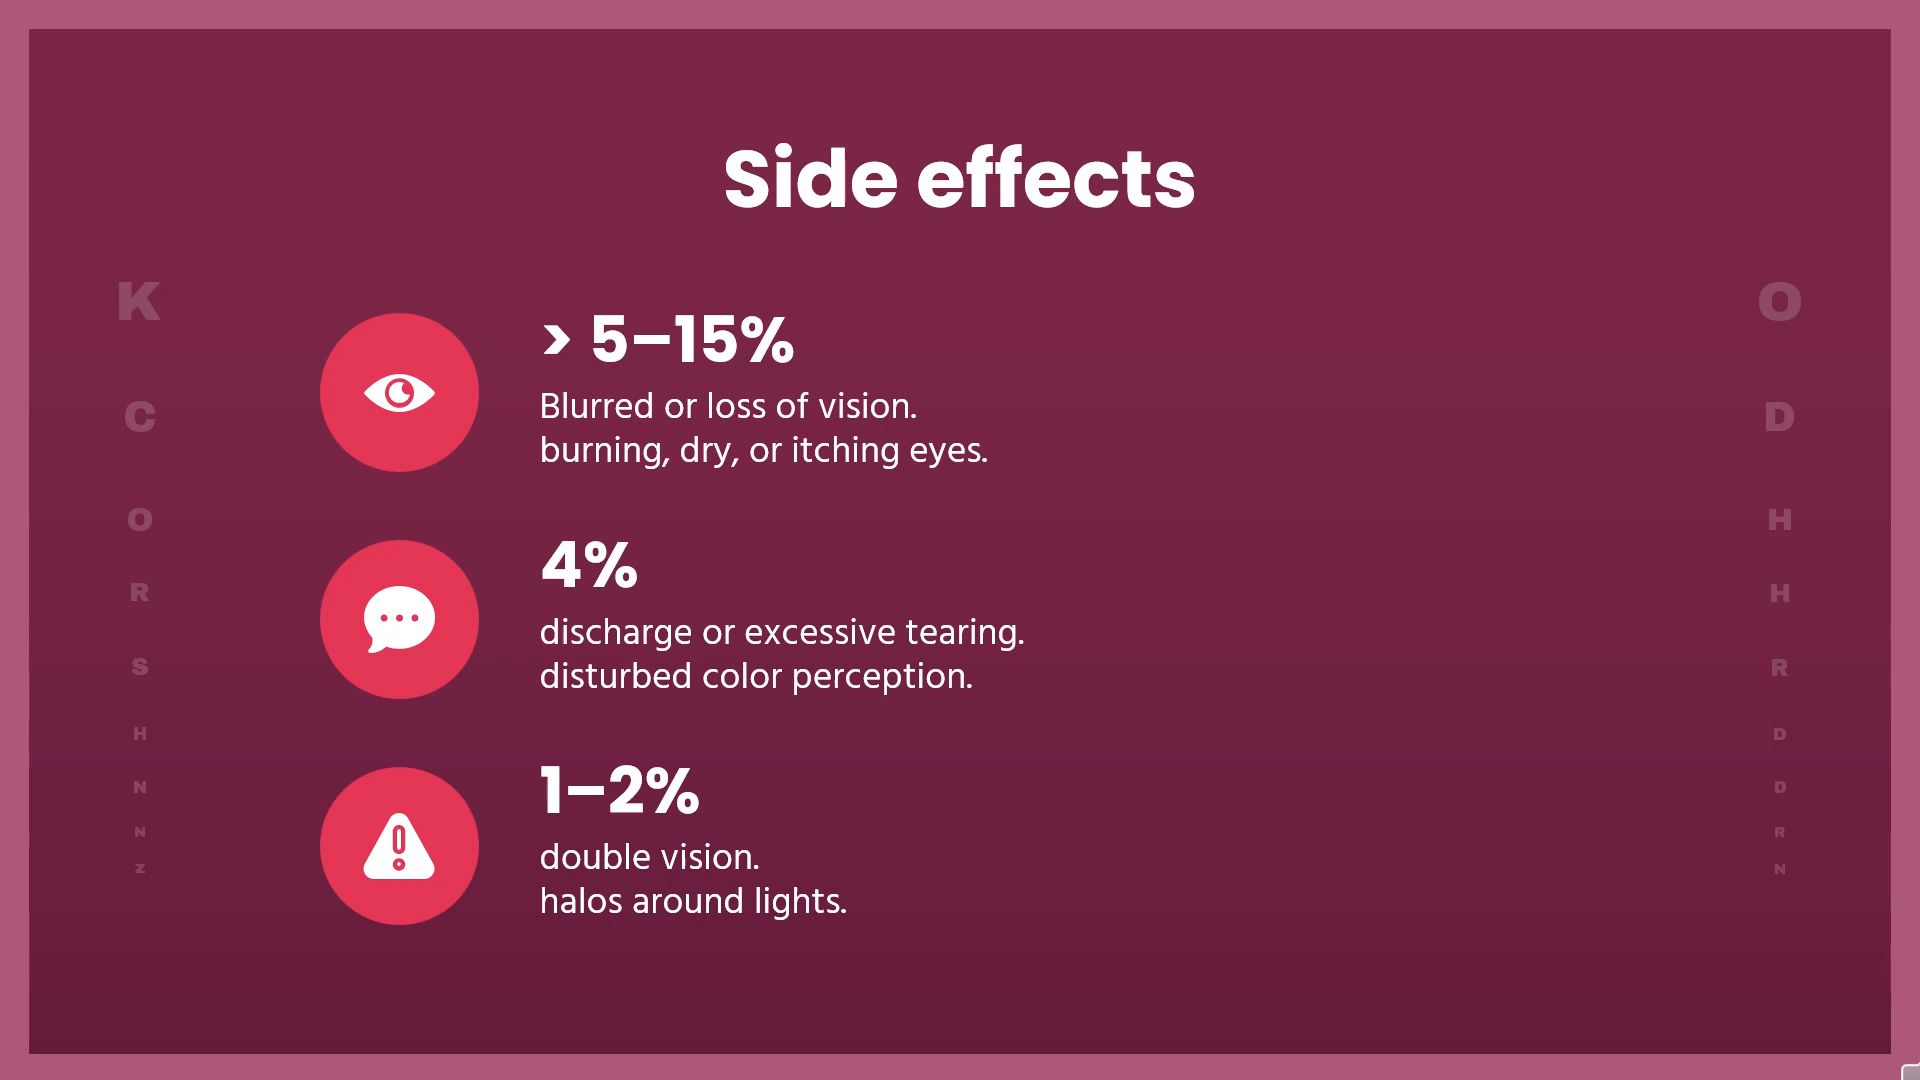 Side effects
K
C
O
R
S
H
N
N
Z
> 5–15%
Blurred or loss of vision.
burning, dry, or itching eyes.
4%
discharge or excessive tearing.
disturbed color perception.
1–2%
double vision.
halos around lights.
O
D
H
H
R
D
D
R
N